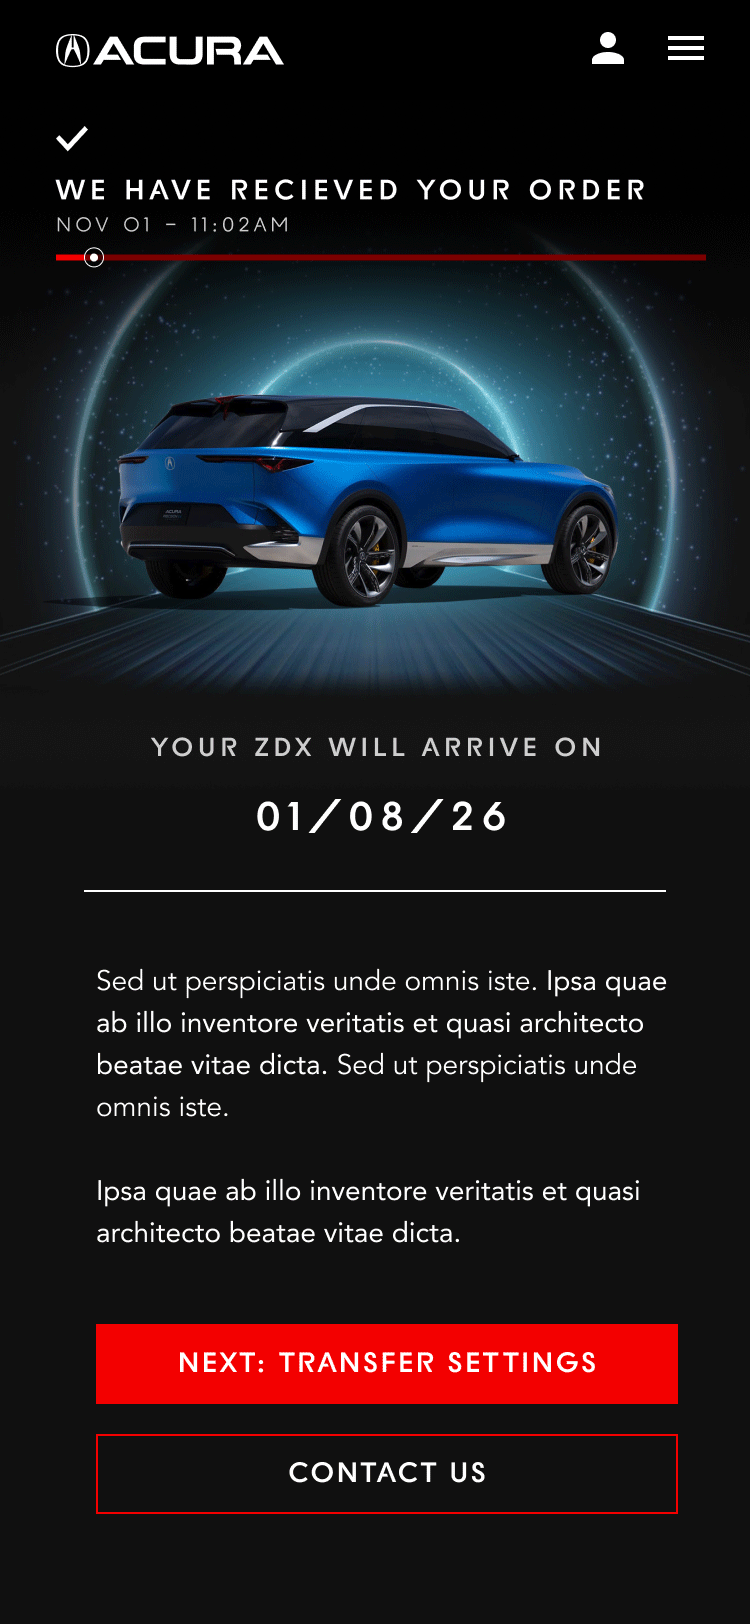 ACURA
WE HAVE RECIEVED YOUR ORDER
NOV 01 - 11:02AM
ACURA
YOUR ZDX WILL ARRIVE ON
01/08/26
Sed ut perspiciatis unde omnis iste. Ipsa quae
ab illo inventore veritatis et quasi architecto
beatae vitae dicta. Sed ut perspiciatis unde
omnis iste.
Ipsa quae ab illo inventore veritatis et quasi
architecto beatae vitae dicta.
NEXT: TRANSFER SETTINGS
CONTACT US